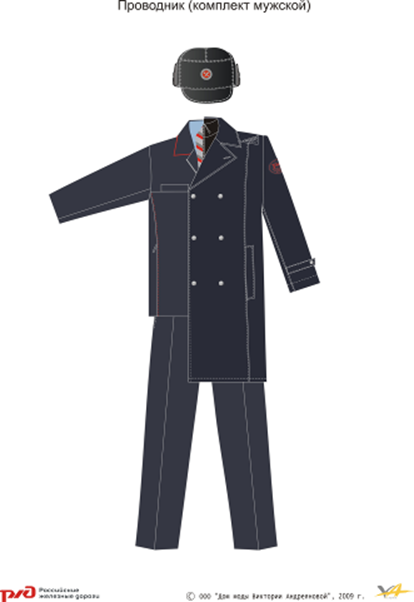 Проводник (комплект мужской)
РЖД Российские
железные дороги
© ООО "Дом моды Виктории Андреяновой", 2009 г.